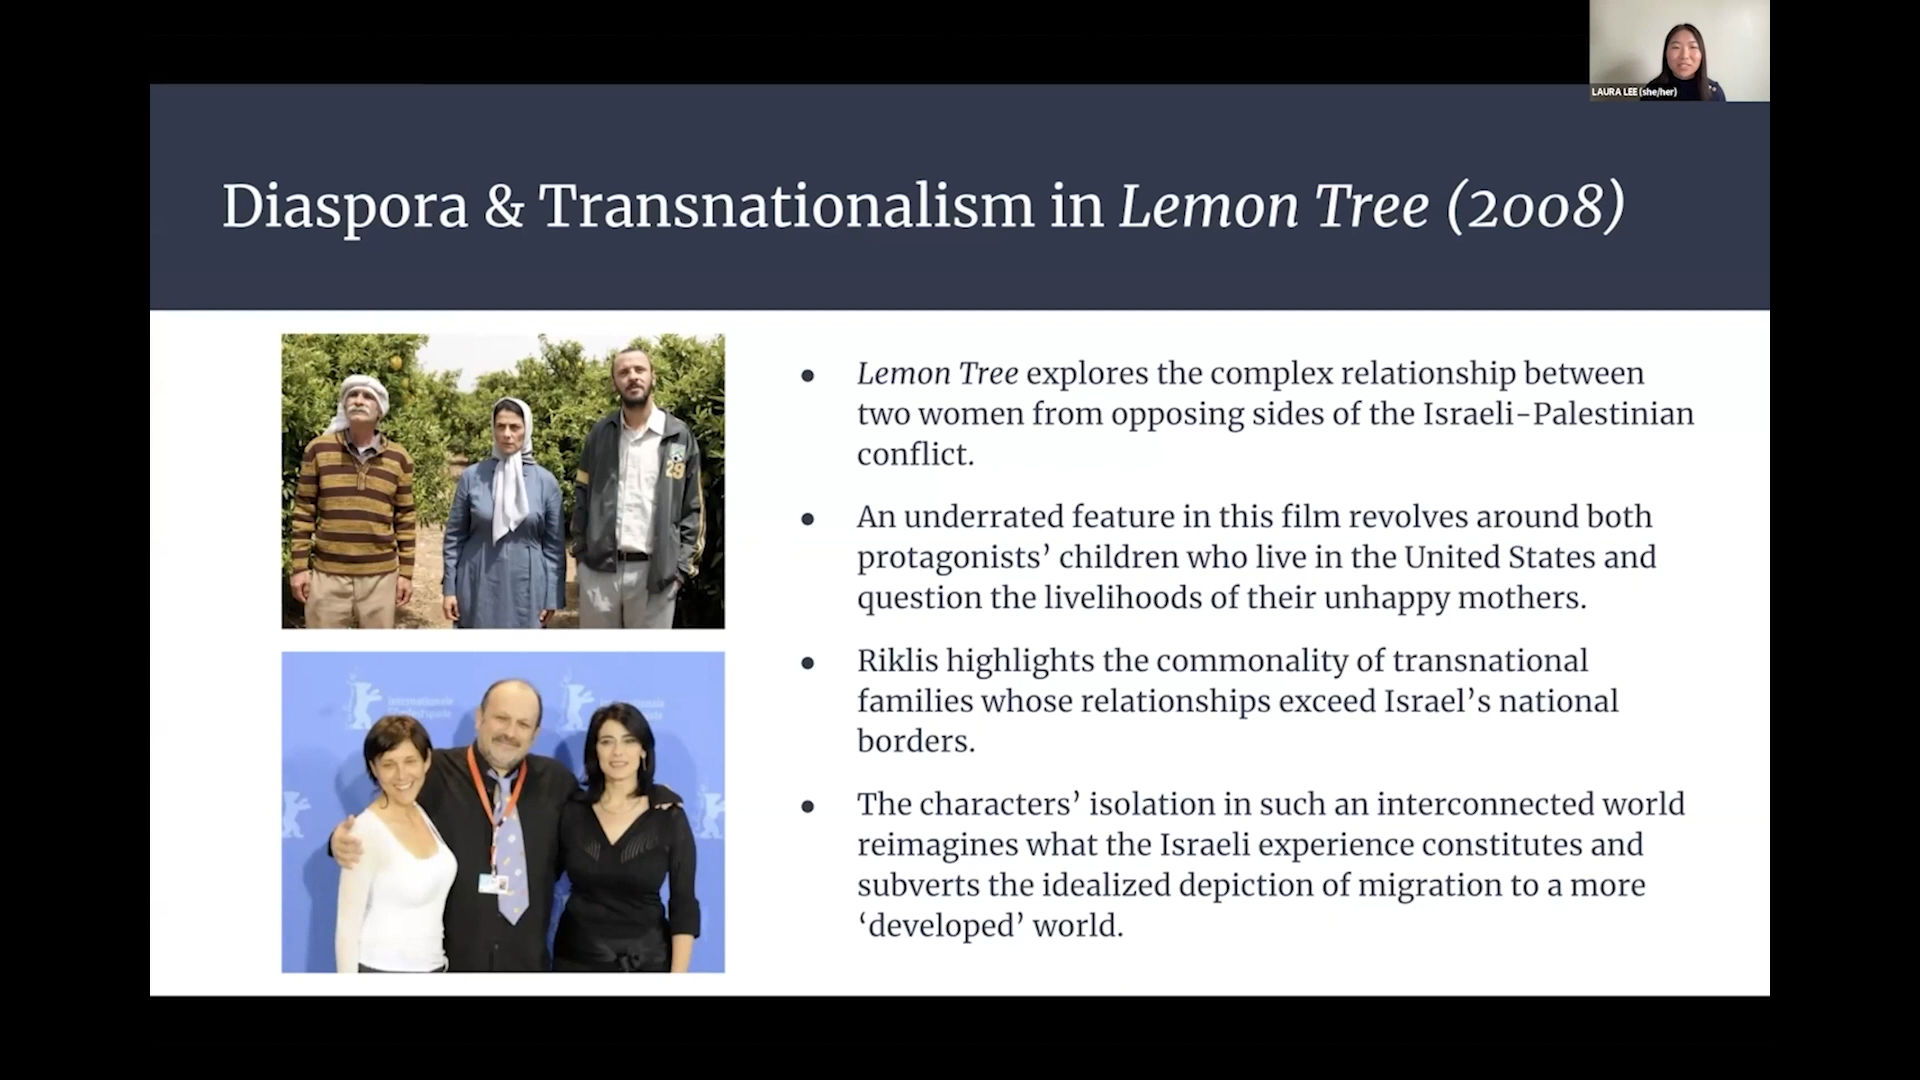 LAURA LEE (she/her)
Diaspora & Transnationalism in Lemon Tree (2008)
29
Internationale
● Lemon Tree explores the complex relationship between
two women from opposing sides of the Israeli-Palestinian
conflict.
● An underrated feature in this film revolves around both
protagonists’ children who live in the United States and
question the livelihoods of their unhappy mothers.
● Riklis highlights the commonality of transnational
families whose relationships exceed Israel’s national
borders.
● The characters’ isolation in such an interconnected world
reimagines what the Israeli experience constitutes and
subverts the idealized depiction of migration to a more
‘developed’ world.